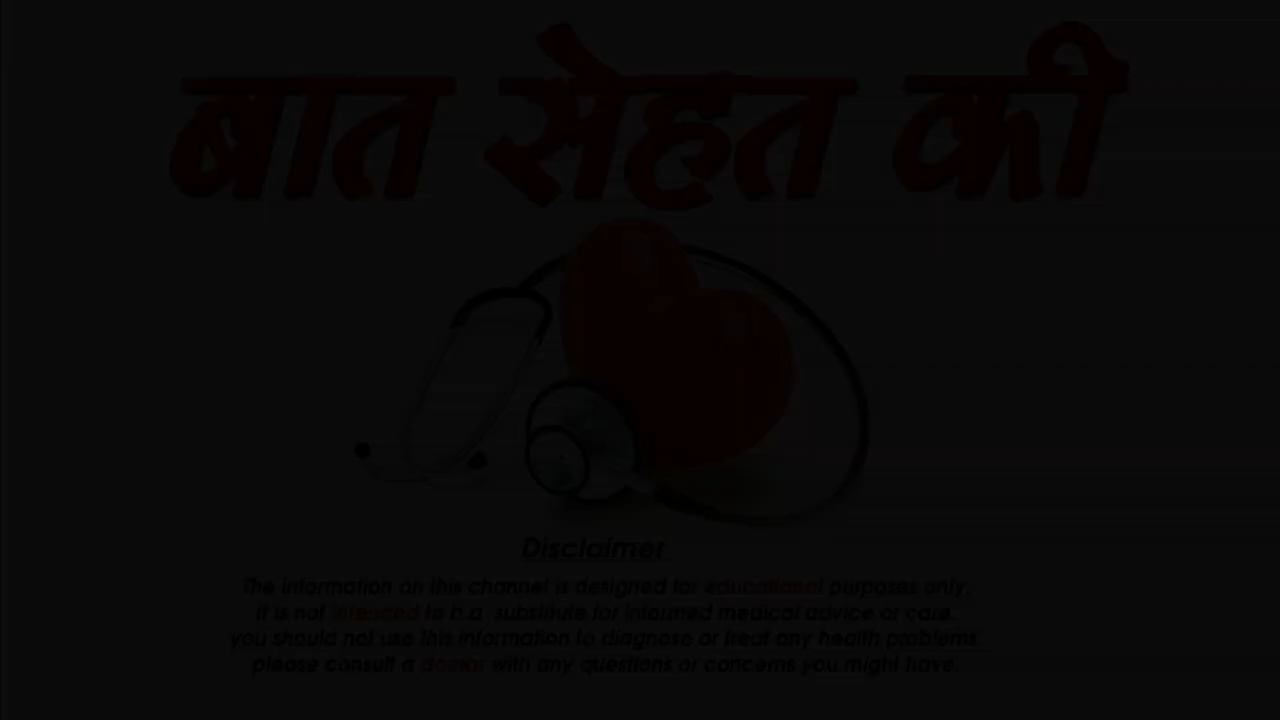 बात सेहत की
Disclaimer
The information on this channel is designed for educational purposes only.
it is not intended to b a substitute for informed medical advice or care.
you should not use this information to diagnose or treat any health problems.
please consult a doctor with any questions or concerns you might have.